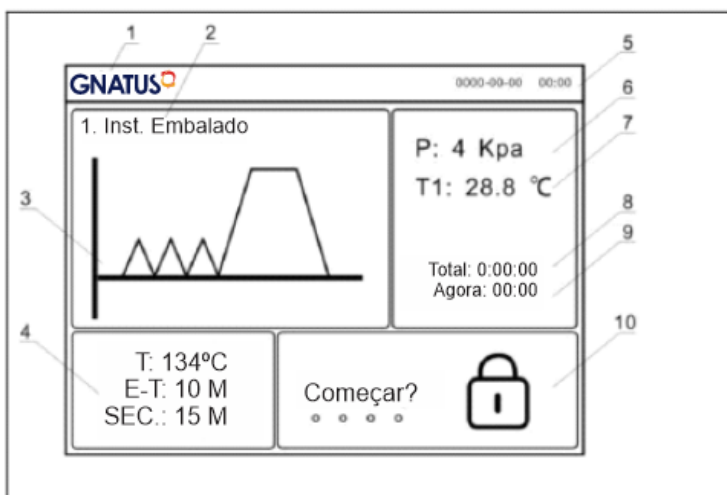 1
2
GNATUS
0000-00-00 00:00
5
1. Inst. Embalado
6
P: 4 Kpa
7
T1: 28.8 ℃
3
8
Total: 0:00:00
9
Agora: 00:00
4
10
T: 134ºC
E-T: 10 M
SEC.: 15 M
Começar?